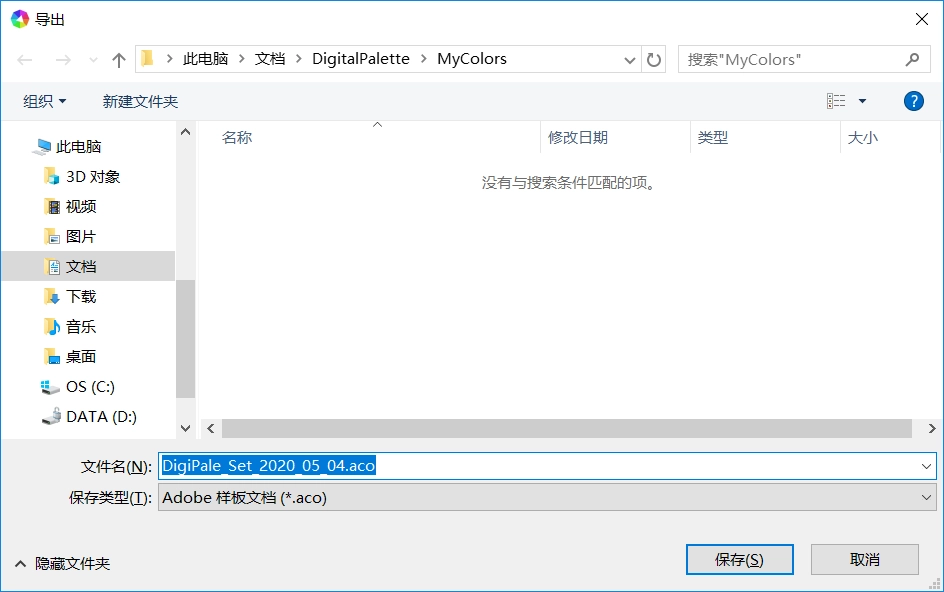 导出
此电脑 文档 DigitalPalette MyColors
搜索"MyColors"
组织 新建文件夹
?
名称 修改日期 类型 大小
没有与搜索条件匹配的项。
此电脑
3D 对象
视频
图片
文档
下载
音乐
桌面
OS (C:)
DATA (D:)
文件名(N): DigiPale_Set_2020_05_04.aco
保存类型(T): Adobe 样板文档 (*.aco)
隐藏文件夹
保存(S) 取消